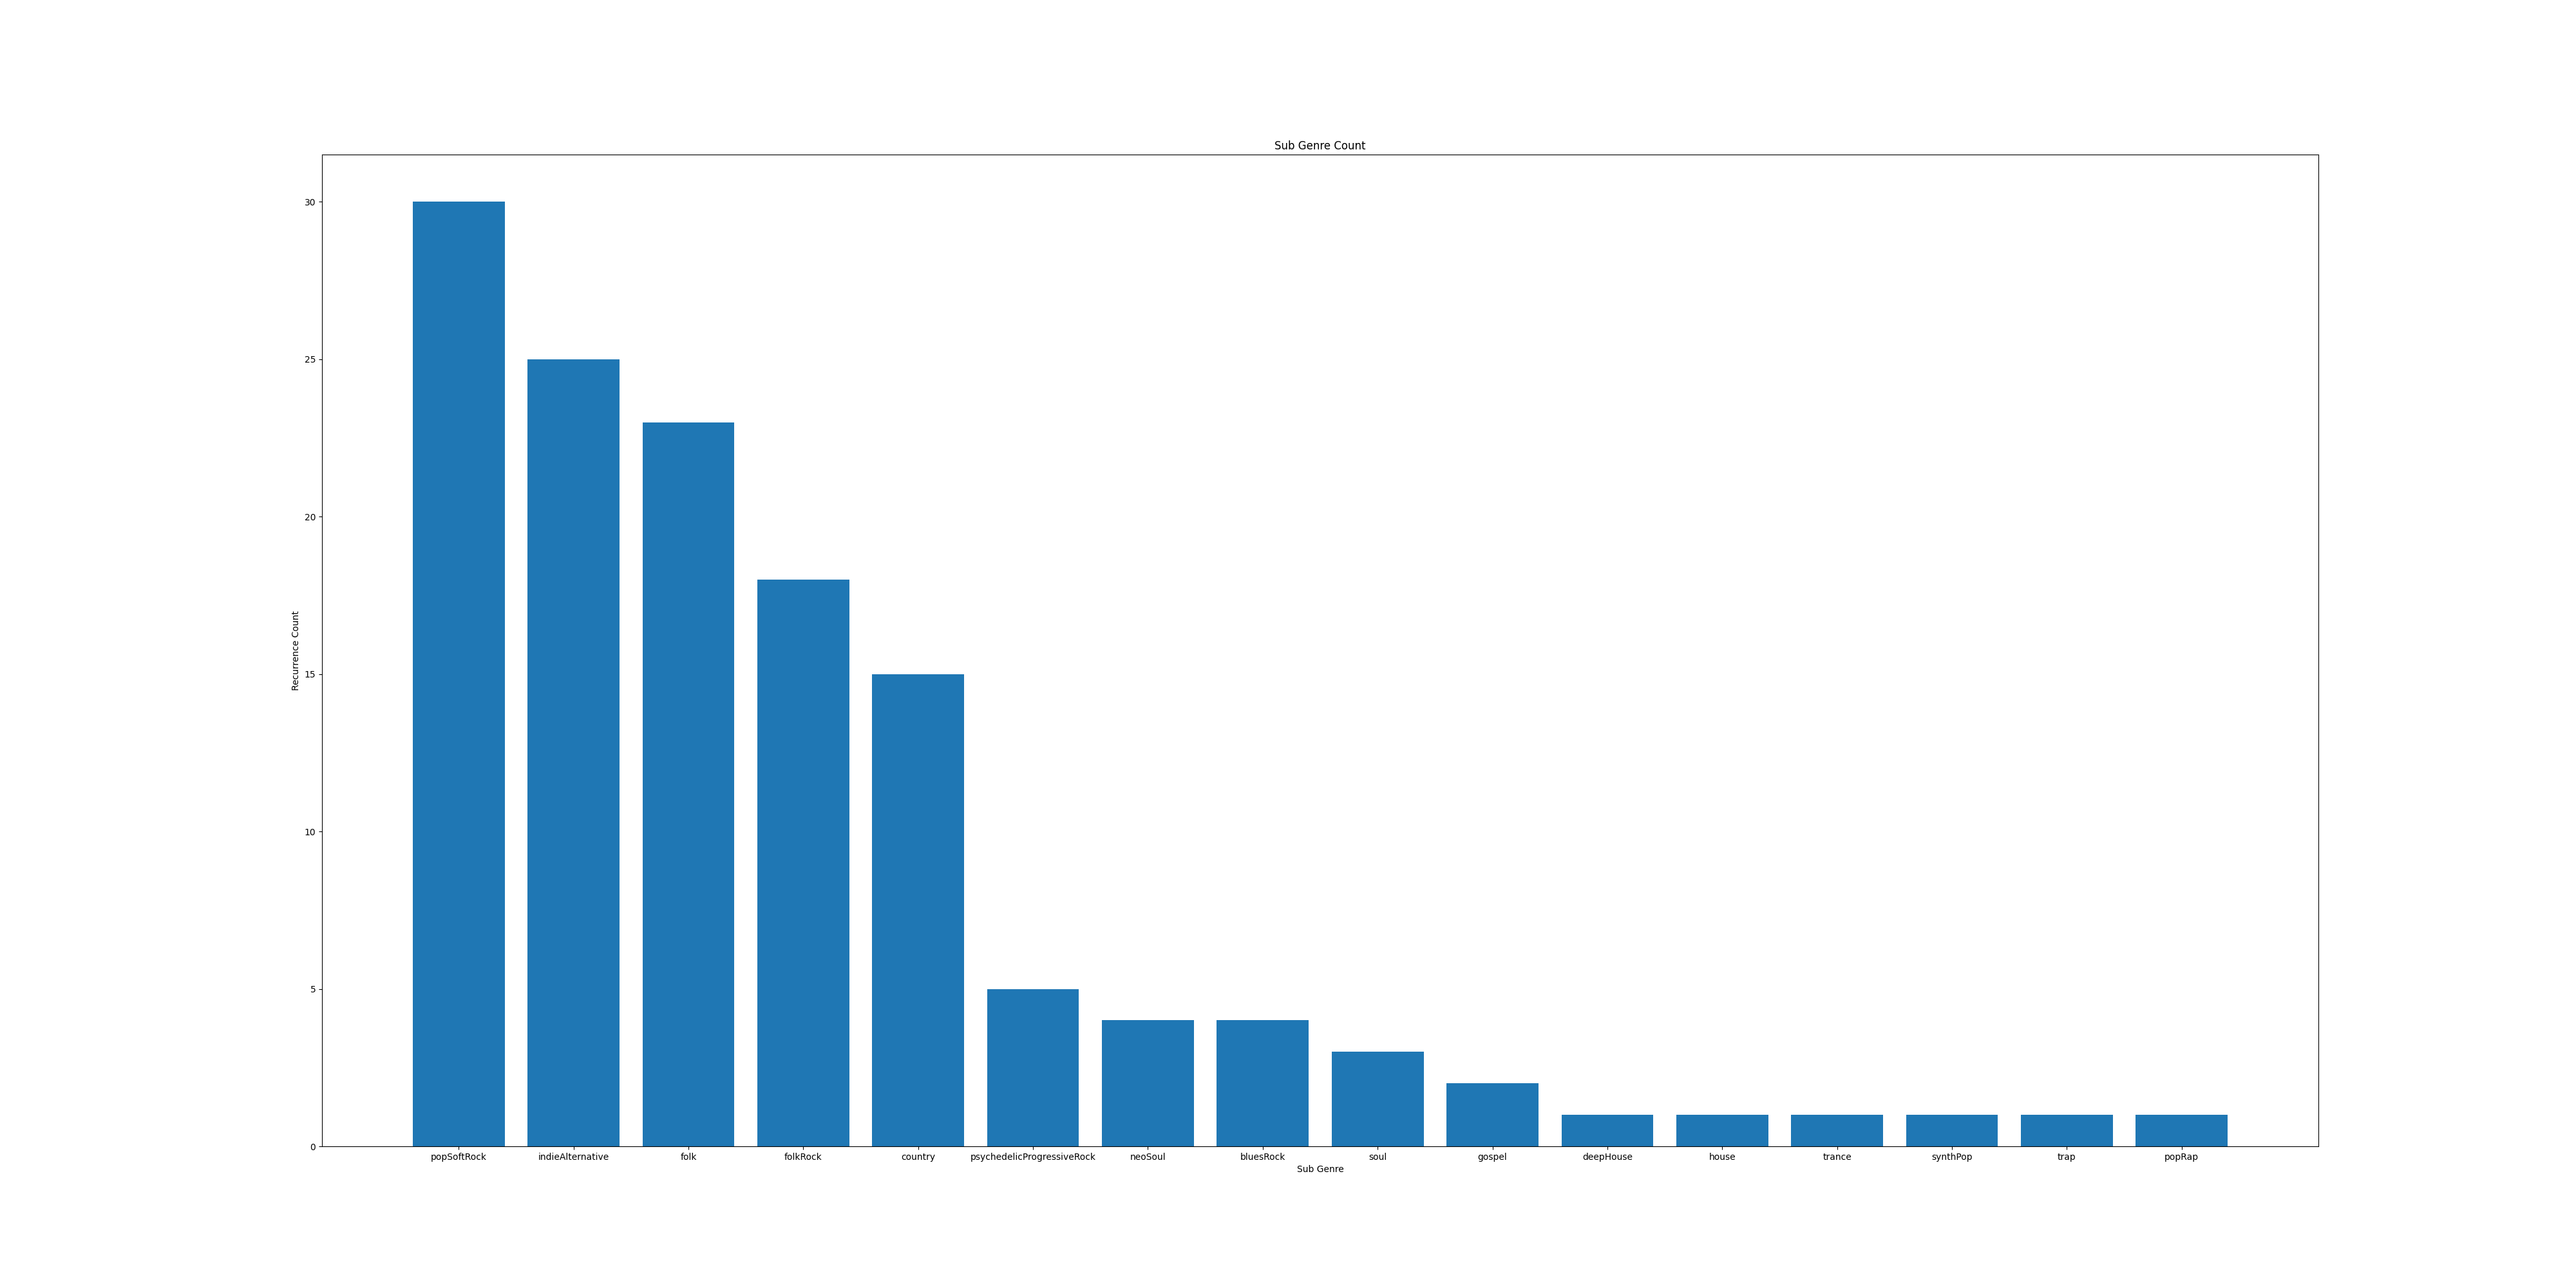 Sub Genre Count
30
25
20
15
10
5
0
Recurrence Count
popSoftRock indieAlternative folk folkRock country psychedelicProgressiveRock neoSoul bluesRock soul gospel deepHouse house trance synthPop trap popRap
Sub Genre